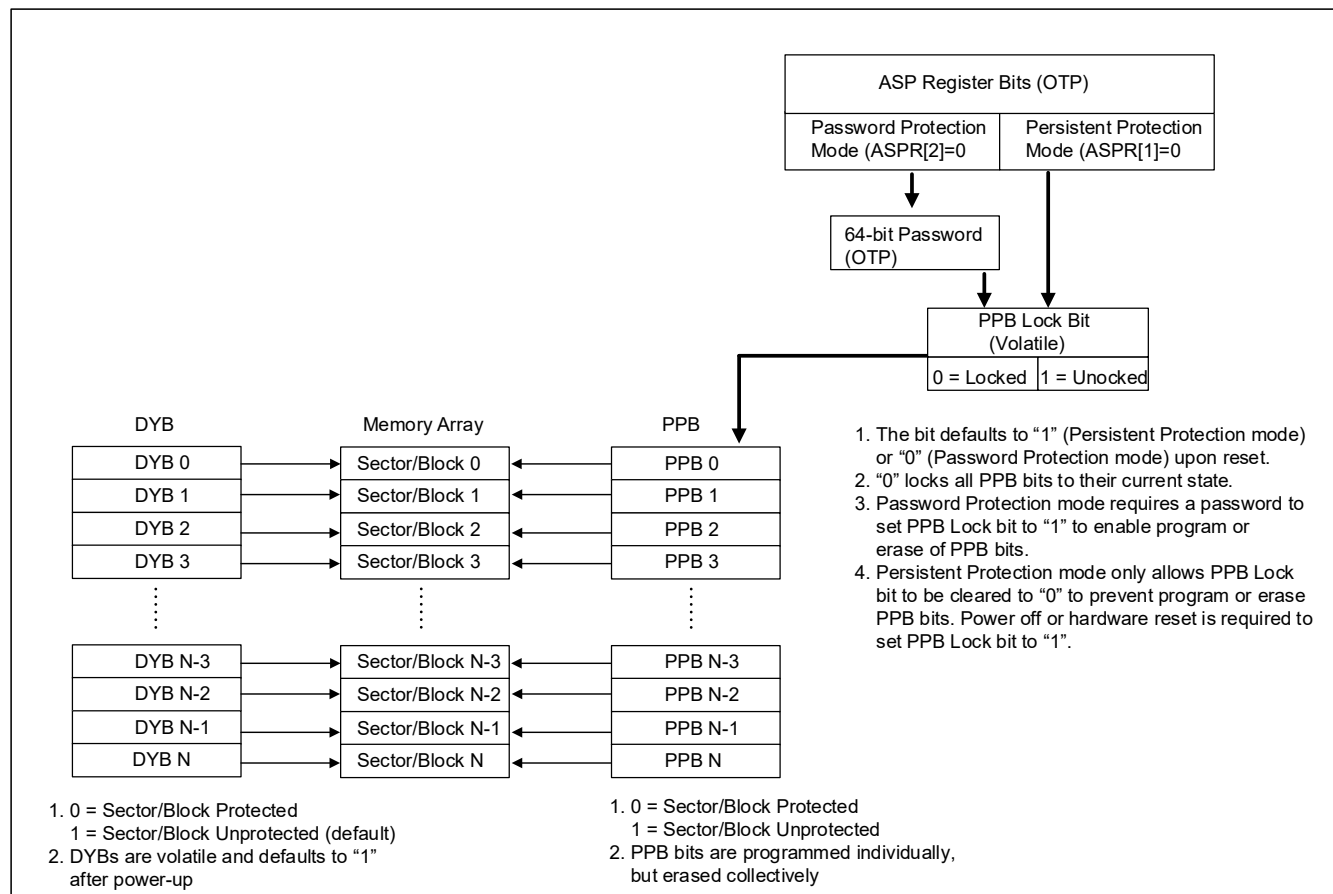 ASP Register Bits (OTP)
Password Protection
Mode (ASPR[2]=0
Persistent Protection
Mode (ASPR[1]=0
64-bit Password
(OTP)
PPB Lock Bit
(Volatile)
0 = Locked
1 = Unocked
1. The bit defaults to “1” (Persistent Protection mode)
or “0” (Password Protection mode) upon reset.
2. “0” locks all PPB bits to their current state.
3. Password Protection mode requires a password to
set PPB Lock bit to “1” to enable program or
erase of PPB bits.
4. Persistent Protection mode only allows PPB Lock
bit to be cleared to “0” to prevent program or erase
PPB bits. Power off or hardware reset is required to
set PPB Lock bit to “1”.
DYB
Memory Array
PPB
DYB 0
Sector/Block 0
PPB 0
DYB 1
Sector/Block 1
PPB 1
DYB 2
Sector/Block 2
PPB 2
DYB 3
Sector/Block 3
PPB 3
DYB N-3
Sector/Block N-3
PPB N-3
DYB N-2
Sector/Block N-2
PPB N-2
DYB N-1
Sector/Block N-1
PPB N-1
DYB N
Sector/Block N
PPB N
1. 0 = Sector/Block Protected
1 = Sector/Block Unprotected (default)
2. DYBs are volatile and defaults to “1”
after power-up
1. 0 = Sector/Block Protected
1 = Sector/Block Unprotected
2. PPB bits are programmed individually,
but erased collectively